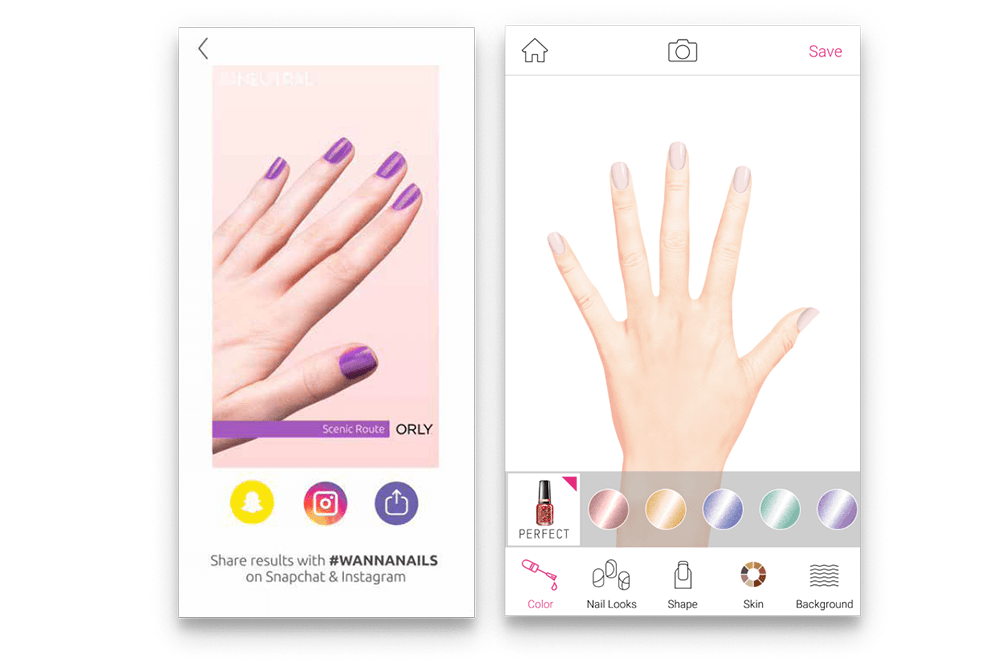 Scenic Route ORLY
Share results with #WANNANAILS
on Snapchat & Instagram
Save
PERFECT
Color Nail Looks Shape Skin Background